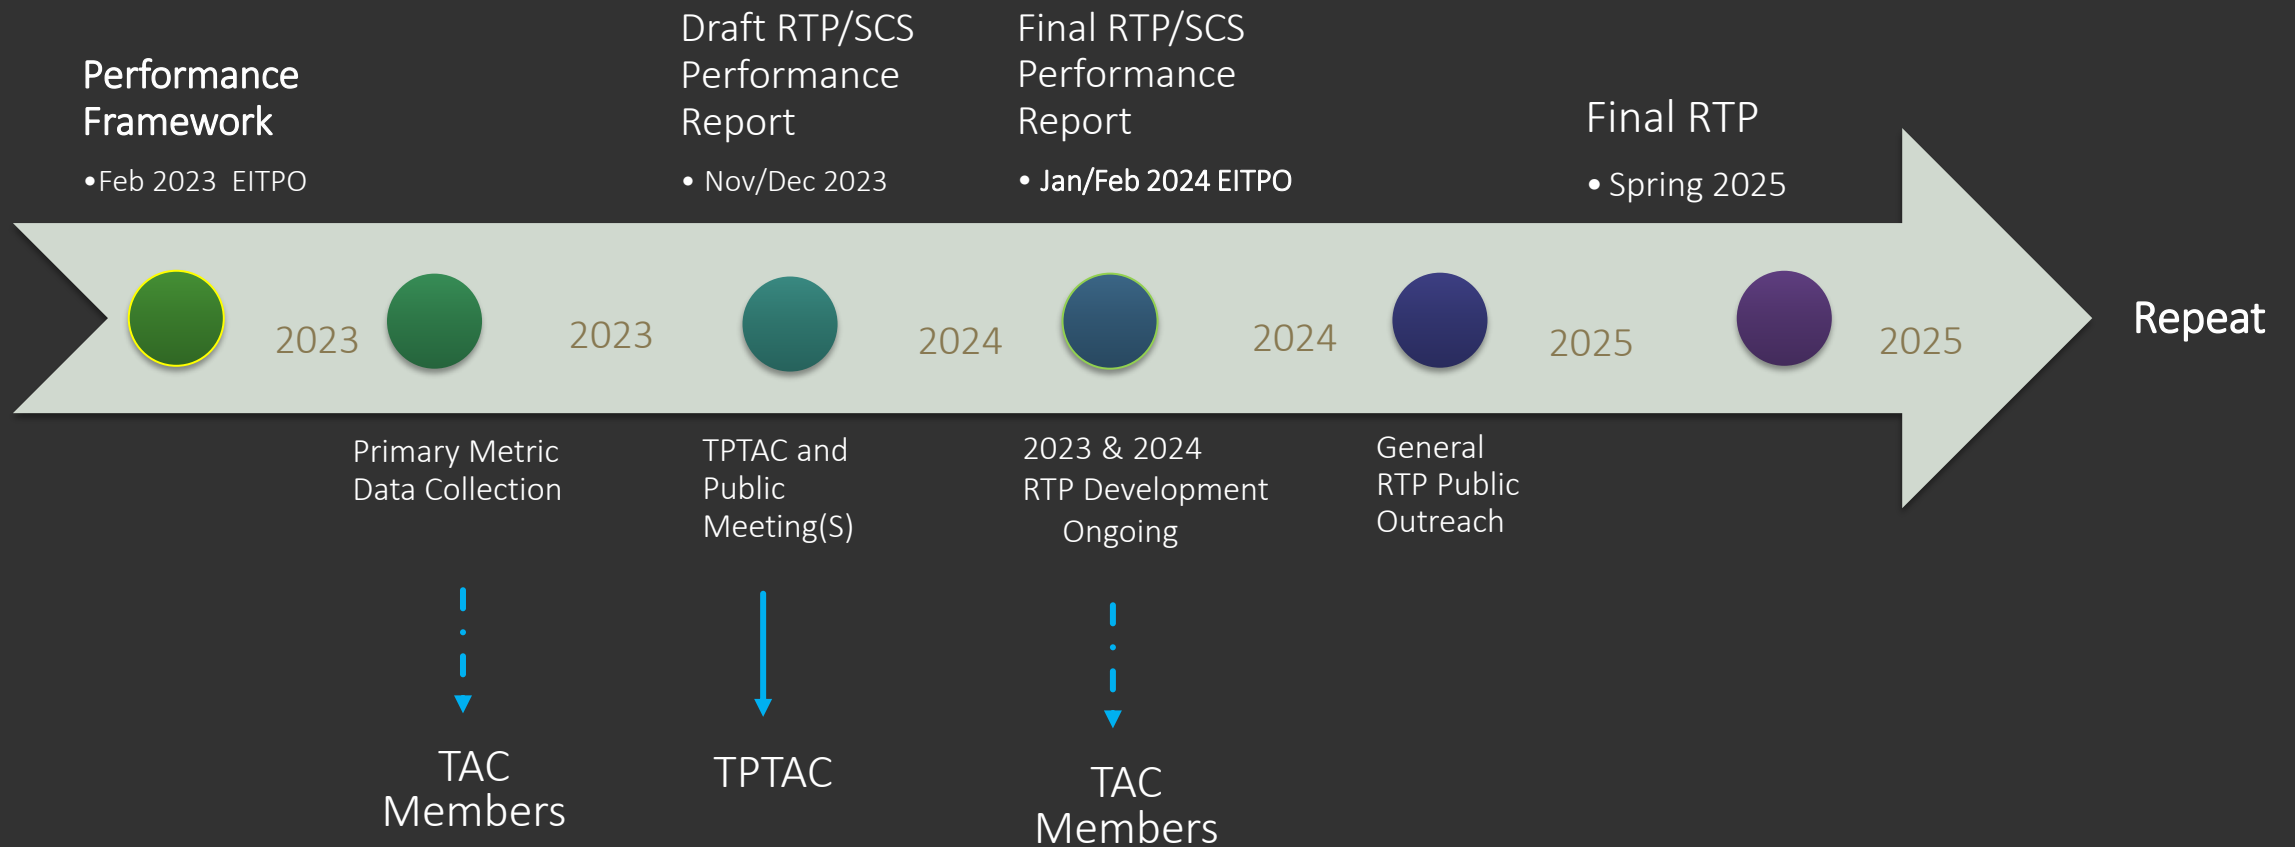 Performance
Framework
•Feb 2023 EITPO
Draft RTP/SCS
Performance
Report
• Nov/Dec 2023
Final RTP/SCS
Performance
Report
• Jan/Feb 2024 EITPO
Final RTP
• Spring 2025
2023
2023
2024
2024
2025
2025
Repeat
Primary Metric
Data Collection
TPTAC and
Public
Meeting(S)
2023 & 2024
RTP Development
Ongoing
General
RTP Public
Outreach
TAC
Members
TPTAC
TAC
Members